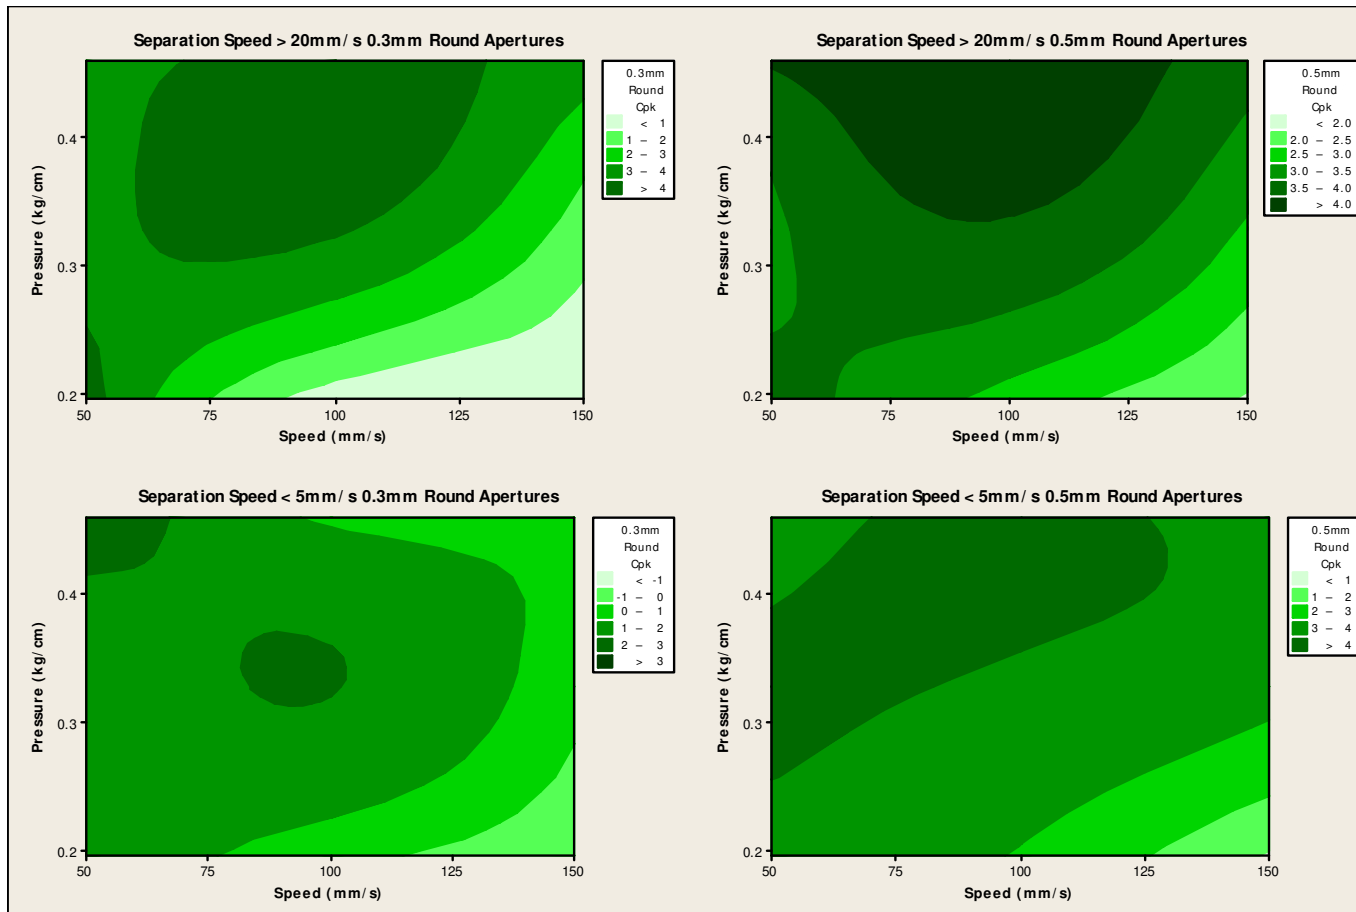 Separation Speed > 20mm/s 0.3mm Round Apertures
0.3mm
Round
Cpk
< 1
1 – 2
2 – 3
3 – 4
> 4
Pressure (kg/cm)
0.4
0.3
0.2
50 75 100 125 150
Speed (mm/s)
Separation Speed > 20mm/s 0.5mm Round Apertures
0.5mm
Round
Cpk
< 2.0
2.0 – 2.5
2.5 – 3.0
3.0 – 3.5
3.5 – 4.0
> 4.0
Pressure (kg/cm)
0.4
0.3
0.2
50 75 100 125 150
Speed (mm/s)
Separation Speed < 5mm/s 0.3mm Round Apertures
0.3mm
Round
Cpk
< -1
-1 – 0
0 – 1
1 – 2
2 – 3
> 3
Pressure (kg/cm)
0.4
0.3
0.2
50 75 100 125 150
Speed (mm/s)
Separation Speed < 5mm/s 0.5mm Round Apertures
0.5mm
Round
Cpk
< 1
1 – 2
2 – 3
3 – 4
> 4
Pressure (kg/cm)
0.4
0.3
0.2
50 75 100 125 150
Speed (mm/s)